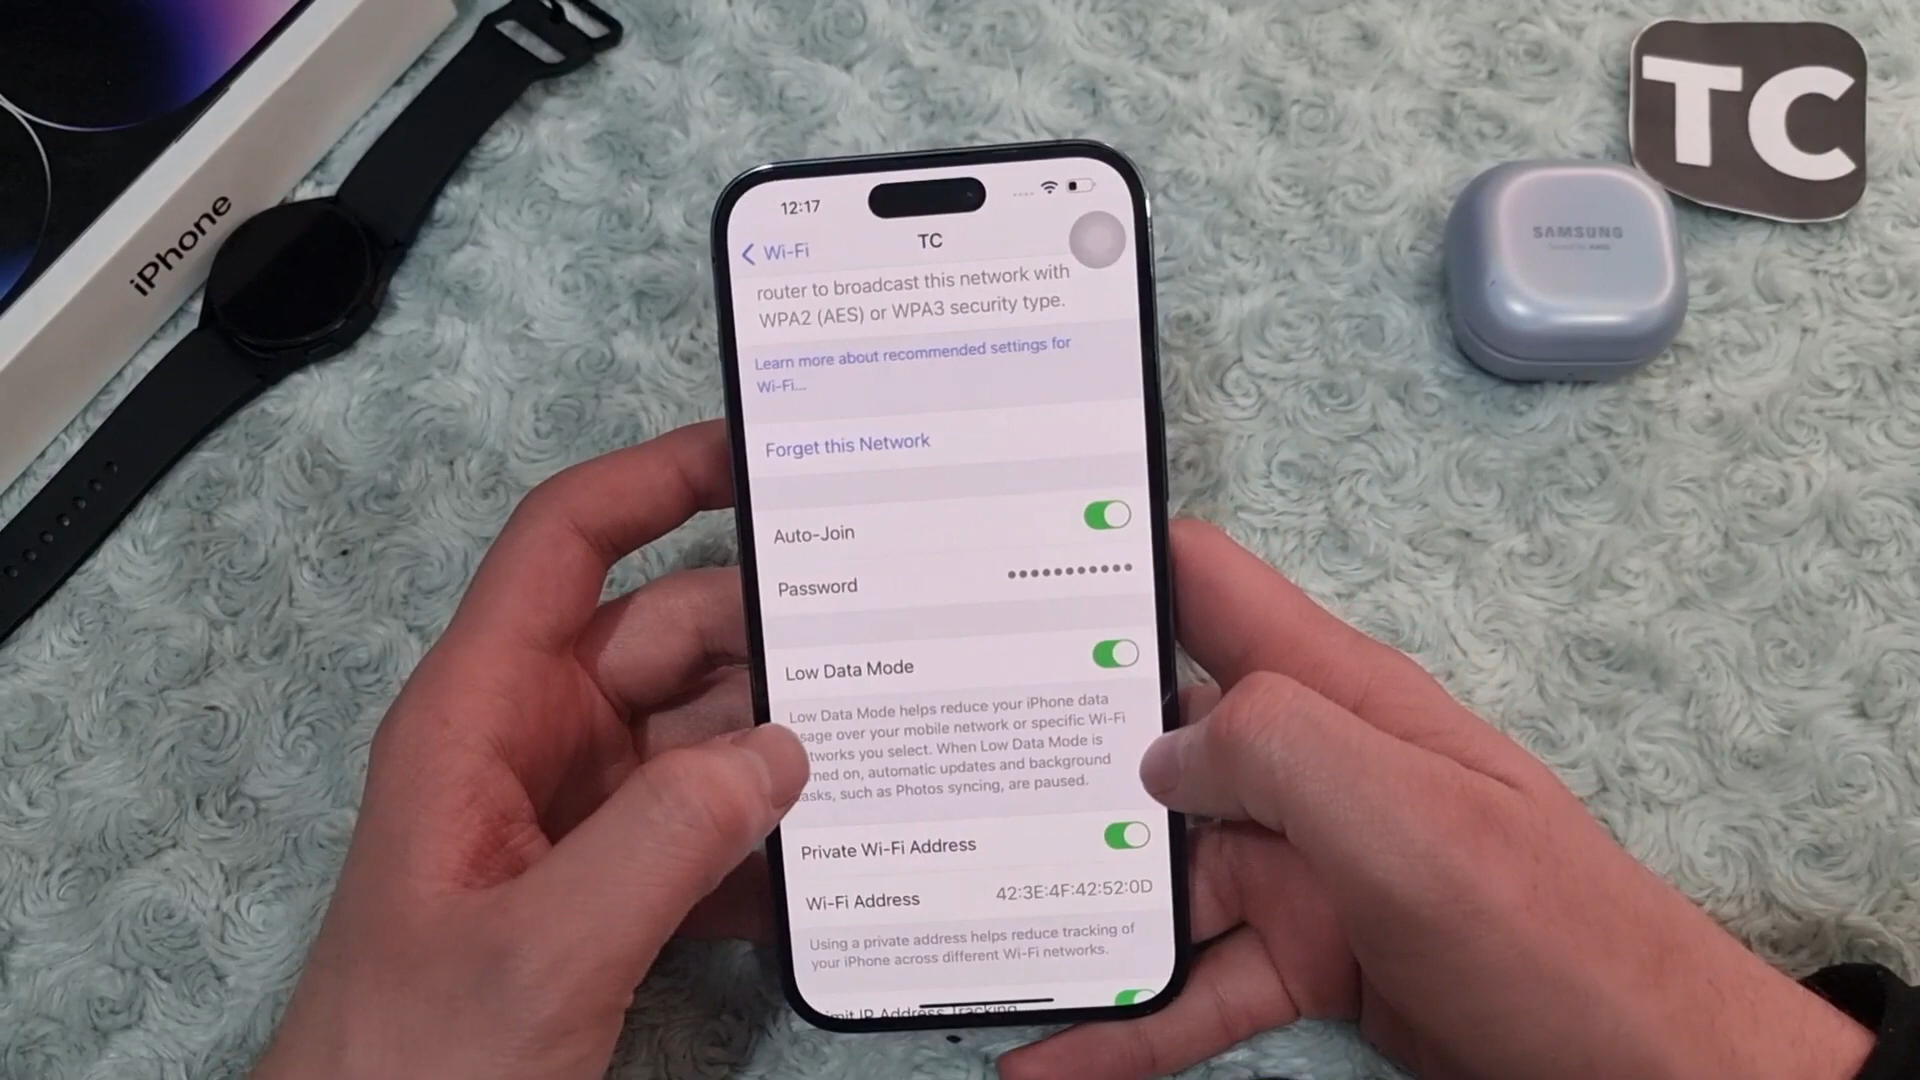 iPhone
TC
SAMSUNG
12:17
Wi-Fi
TC
router to broadcast this network with
WPA2 (AES) or WPA3 security type.
Learn more about recommended settings for
Wi-Fi...
Forget this Network
Auto-Join
Password
Low Data Mode
Low Data Mode helps reduce your iPhone data
sage over your mobile network or specific Wi-Fi
tworks you select. When Low Data Mode is
rned on, automatic updates and background
asks, such as Photos syncing, are paused.
Private Wi-Fi Address
Wi-Fi Address 42:3E:4F:42:52:0D
Using a private address helps reduce tracking of
your iPhone across different Wi-Fi networks.
mit IP Address Tracking